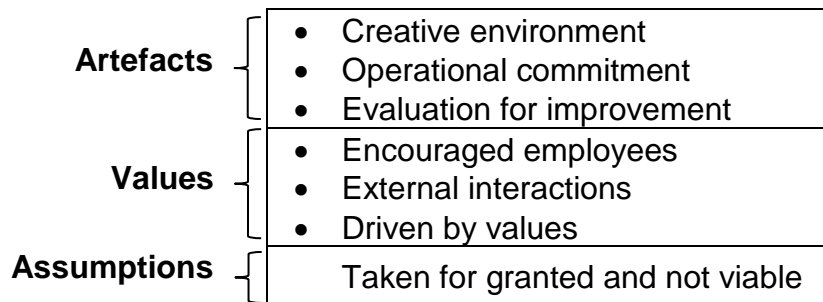 Artefacts
• Creative environment
• Operational commitment
• Evaluation for improvement
Values
• Encouraged employees
• External interactions
• Driven by values
Assumptions
Taken for granted and not viable